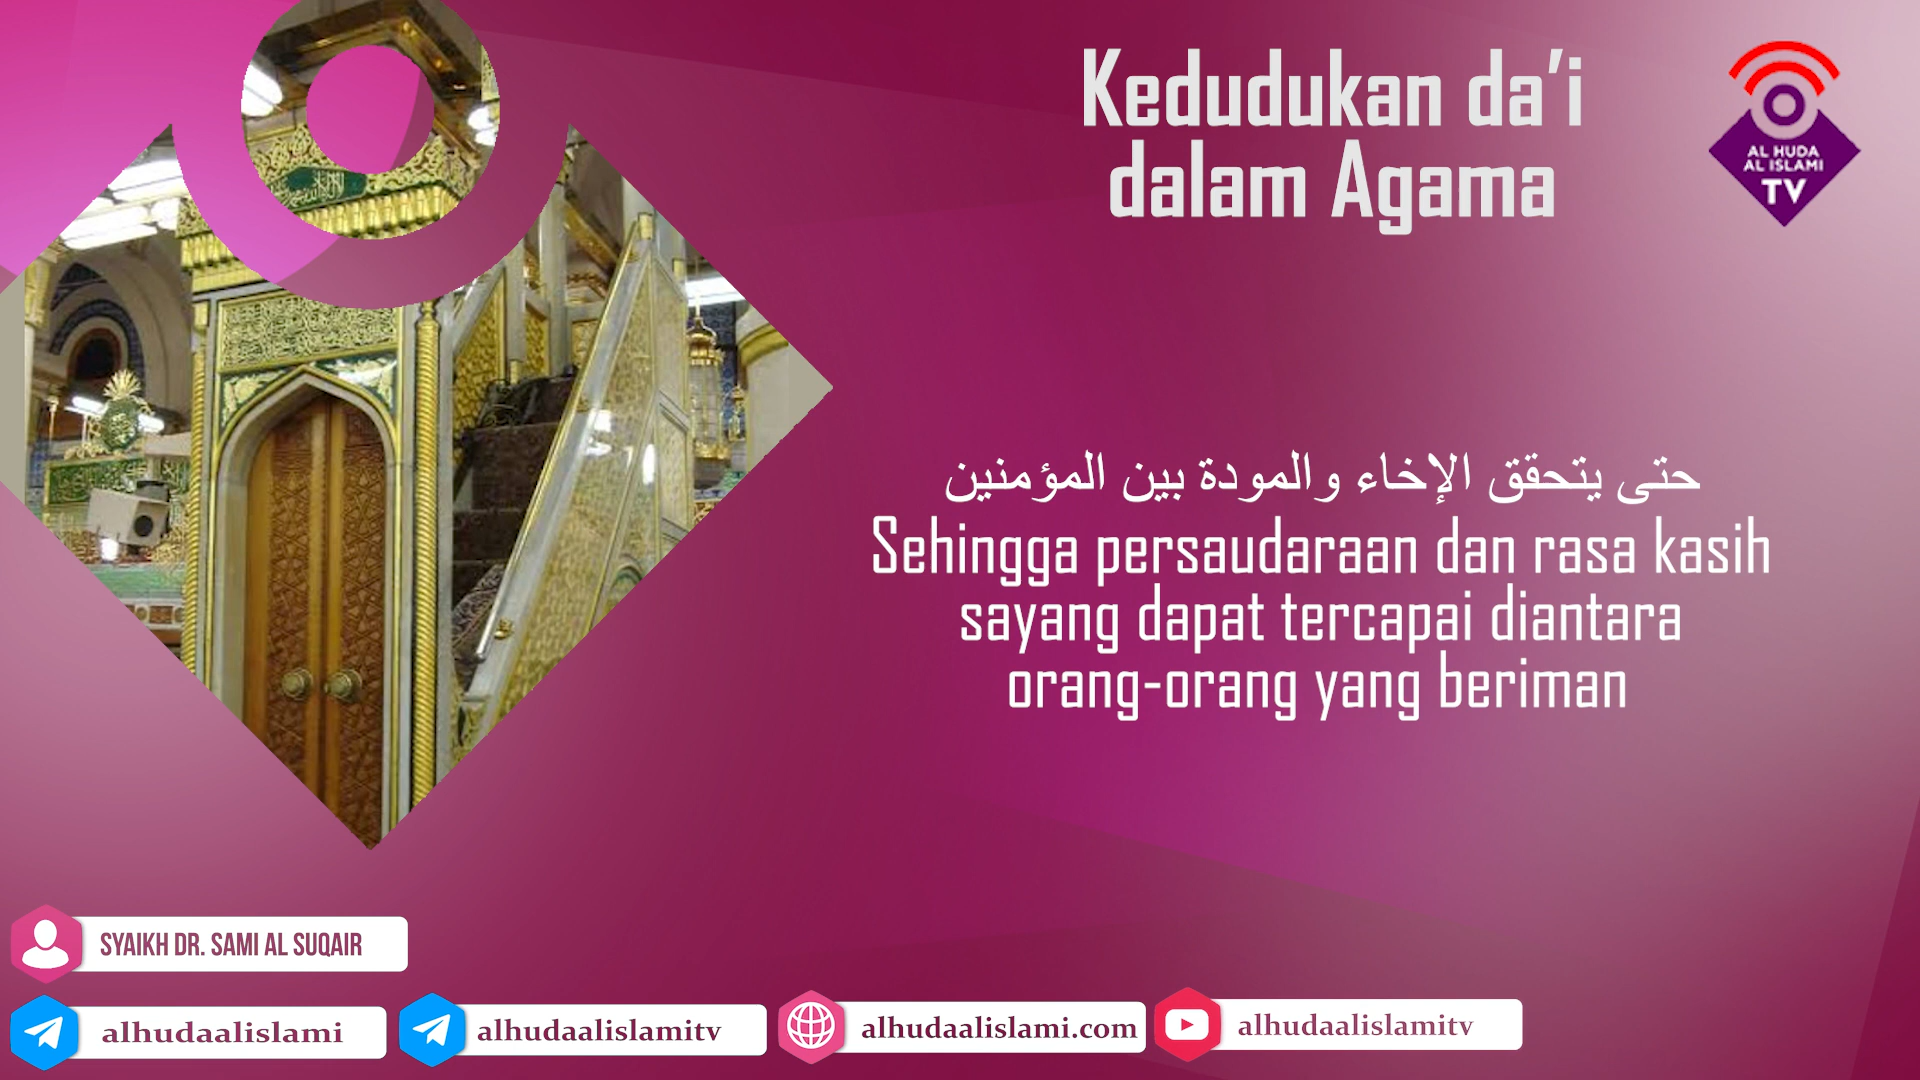 Kedudukan da’i
dalam Agama
AL HUDA
AL ISLAMI
TV
حتى يتحقق الإخاء والمودة بين المؤمنين
Sehingga persaudaraan dan rasa kasih
sayang dapat tercapai diantara
orang-orang yang beriman
SYAIKH DR. SAMI AL SUQAIR
alhudaalislami
alhudaalislamitv
alhudaalislami.com
alhudaalislamitv